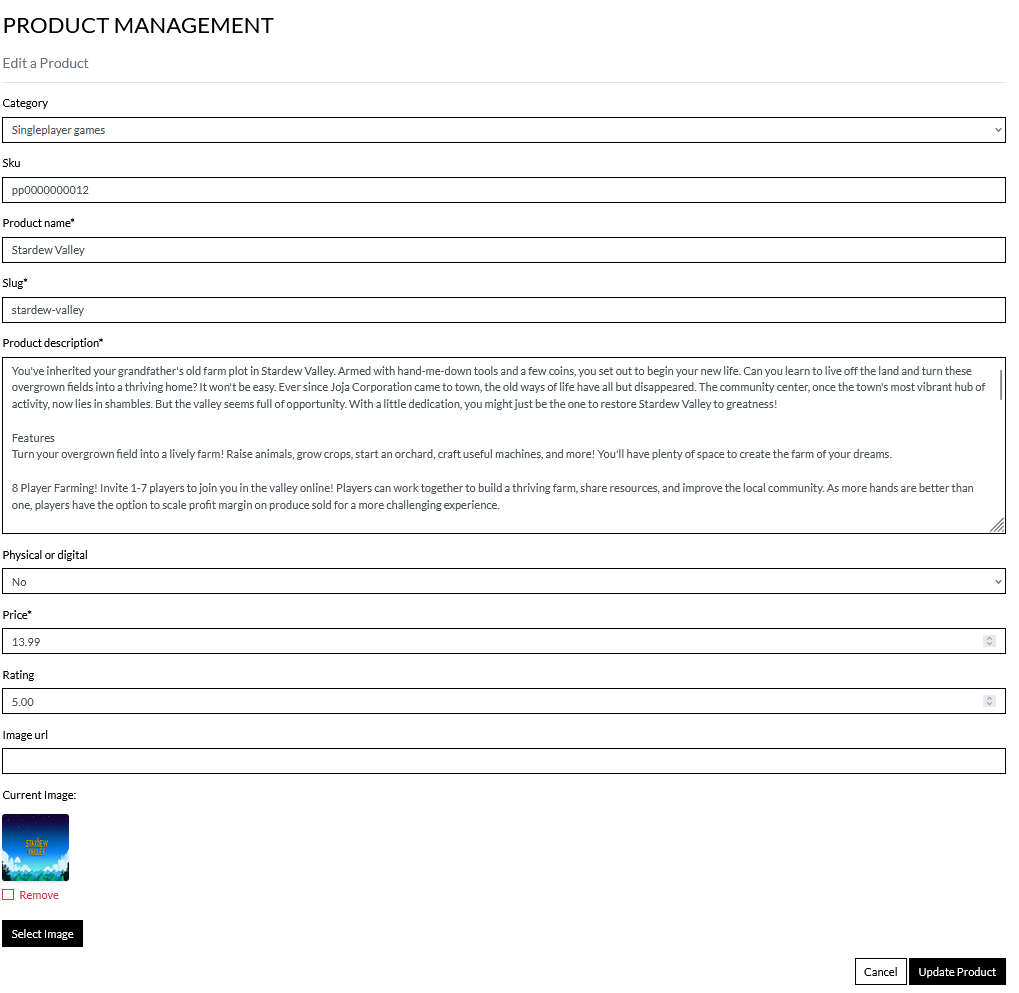 PRODUCT MANAGEMENT
Edit a Product
Category
Singleplayer games
Sku
pp0000000012
Product name*
Stardew Valley
Slug*
stardew-valley
Product description*
You've inherited your grandfather's old farm plot in Stardew Valley. Armed with hand-me-down tools and a few coins, you set out to begin your new life. Can you learn to live off the land and turn these
overgrown fields into a thriving home? It won't be easy. Ever since Joja Corporation came to town, the old ways of life have all but disappeared. The community center, once the town's most vibrant hub of
activity, now lies in shambles. But the valley seems full of opportunity. With a little dedication, you might just be the one to restore Stardew Valley to greatness!
Features
Turn your overgrown field into a lively farm! Raise animals, grow crops, start an orchard, craft useful machines, and more! You'll have plenty of space to create the farm of your dreams.
8 Player Farming! Invite 1-7 players to join you in the valley online! Players can work together to build a thriving farm, share resources, and improve the local community. As more hands are better than
one, players have the option to scale profit margin on produce sold for a more challenging experience.
Physical or digital
No
Price*
13.99
Rating
5.00
Image url
Current Image:
STARDEW
VALLEY
Remove
Select Image
Cancel
Update Product